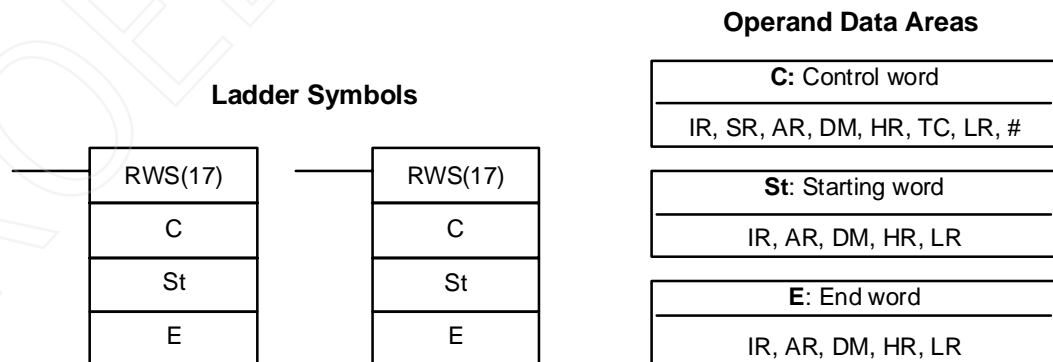 Operand Data Areas
Ladder Symbols
C: Control word
IR, SR, AR, DM, HR, TC, LR, #
RWS(17)
C
St
E
RWS(17)
C
St
E
St: Starting word
IR, AR, DM, HR, LR
E: End word
IR, AR, DM, HR, LR